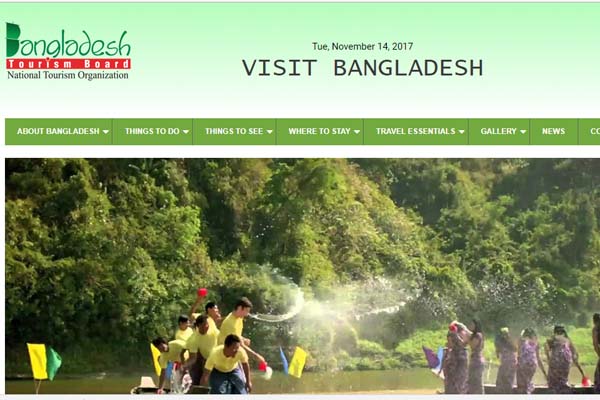 Bangladesh
Tourism Board
National Tourism Organization
Tue, November 14, 2017
VISIT BANGLADESH
ABOUT BANGLADESH THINGS TO DO THINGS TO SEE WHERE TO STAY TRAVEL ESSENTIALS GALLERY NEWS CO